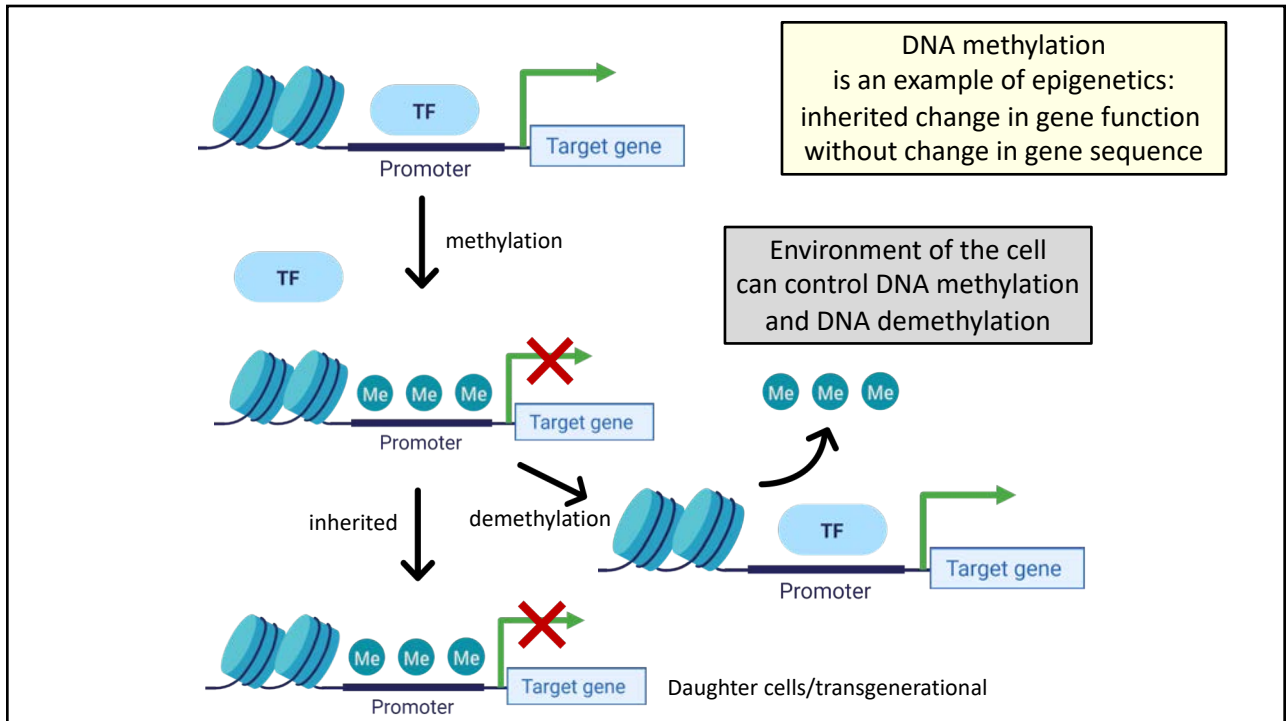 DNA methylation
is an example of epigenetics:
inherited change in gene function
without change in gene sequence
TF
Promoter
Target gene
methylation
Environment of the cell
can control DNA methylation
and DNA demethylation
TF
Me Me Me
Promoter
Target gene
Me Me Me
inherited
demethylation
TF
Promoter
Target gene
Me Me Me
Promoter
Target gene
Daughter cells/transgenerational